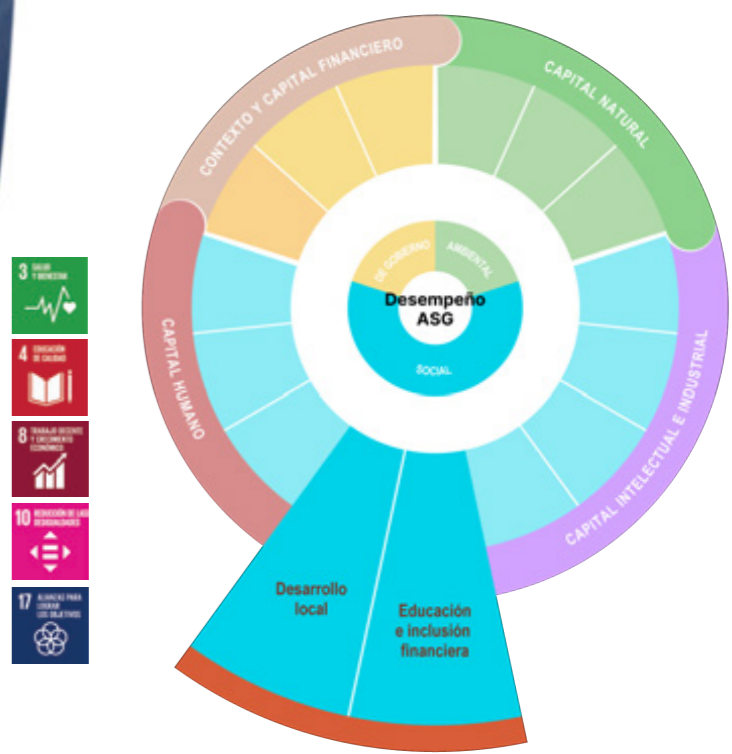 CONTEXTO Y CAPITAL FINANCIERO
CAPITAL NATURAL
DE GOBIERNO
AMBIENTAL
Desempeño
ASG
SOCIAL
CAPITAL HUMANO
CAPITAL INTELECTUAL E INDUSTRIAL
Desarrollo
local
Educación
e inclusión
financiera
3 SALUD
Y BIENESTAR
4 EDUCACIÓN
DE CALIDAD
8 TRABAJO DECENTE
Y CRECIMIENTO
ECONÓMICO
10 REDUCCIÓN DE LAS
DESIGUALDADES
17 ALIANZAS PARA
LOGRAR
LOS OBJETIVOS